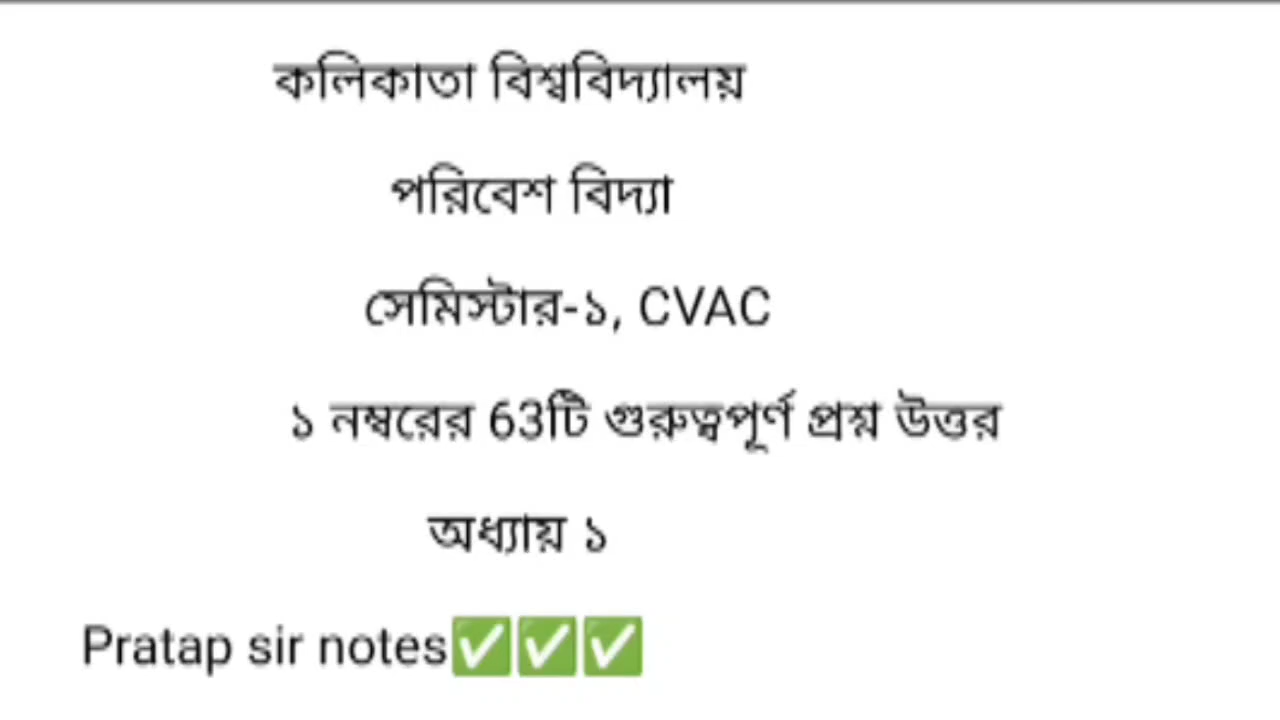 কলিকাতা বিশ্ববিদ্যালয়
পরিবেশ বিদ্যা
সেমিস্টার-১, CVAC
১ নম্বরের 63টি গুরুত্বপূর্ণ প্রশ্ন উত্তর
অধ্যায় ১
Pratap sir notes✅✅✅